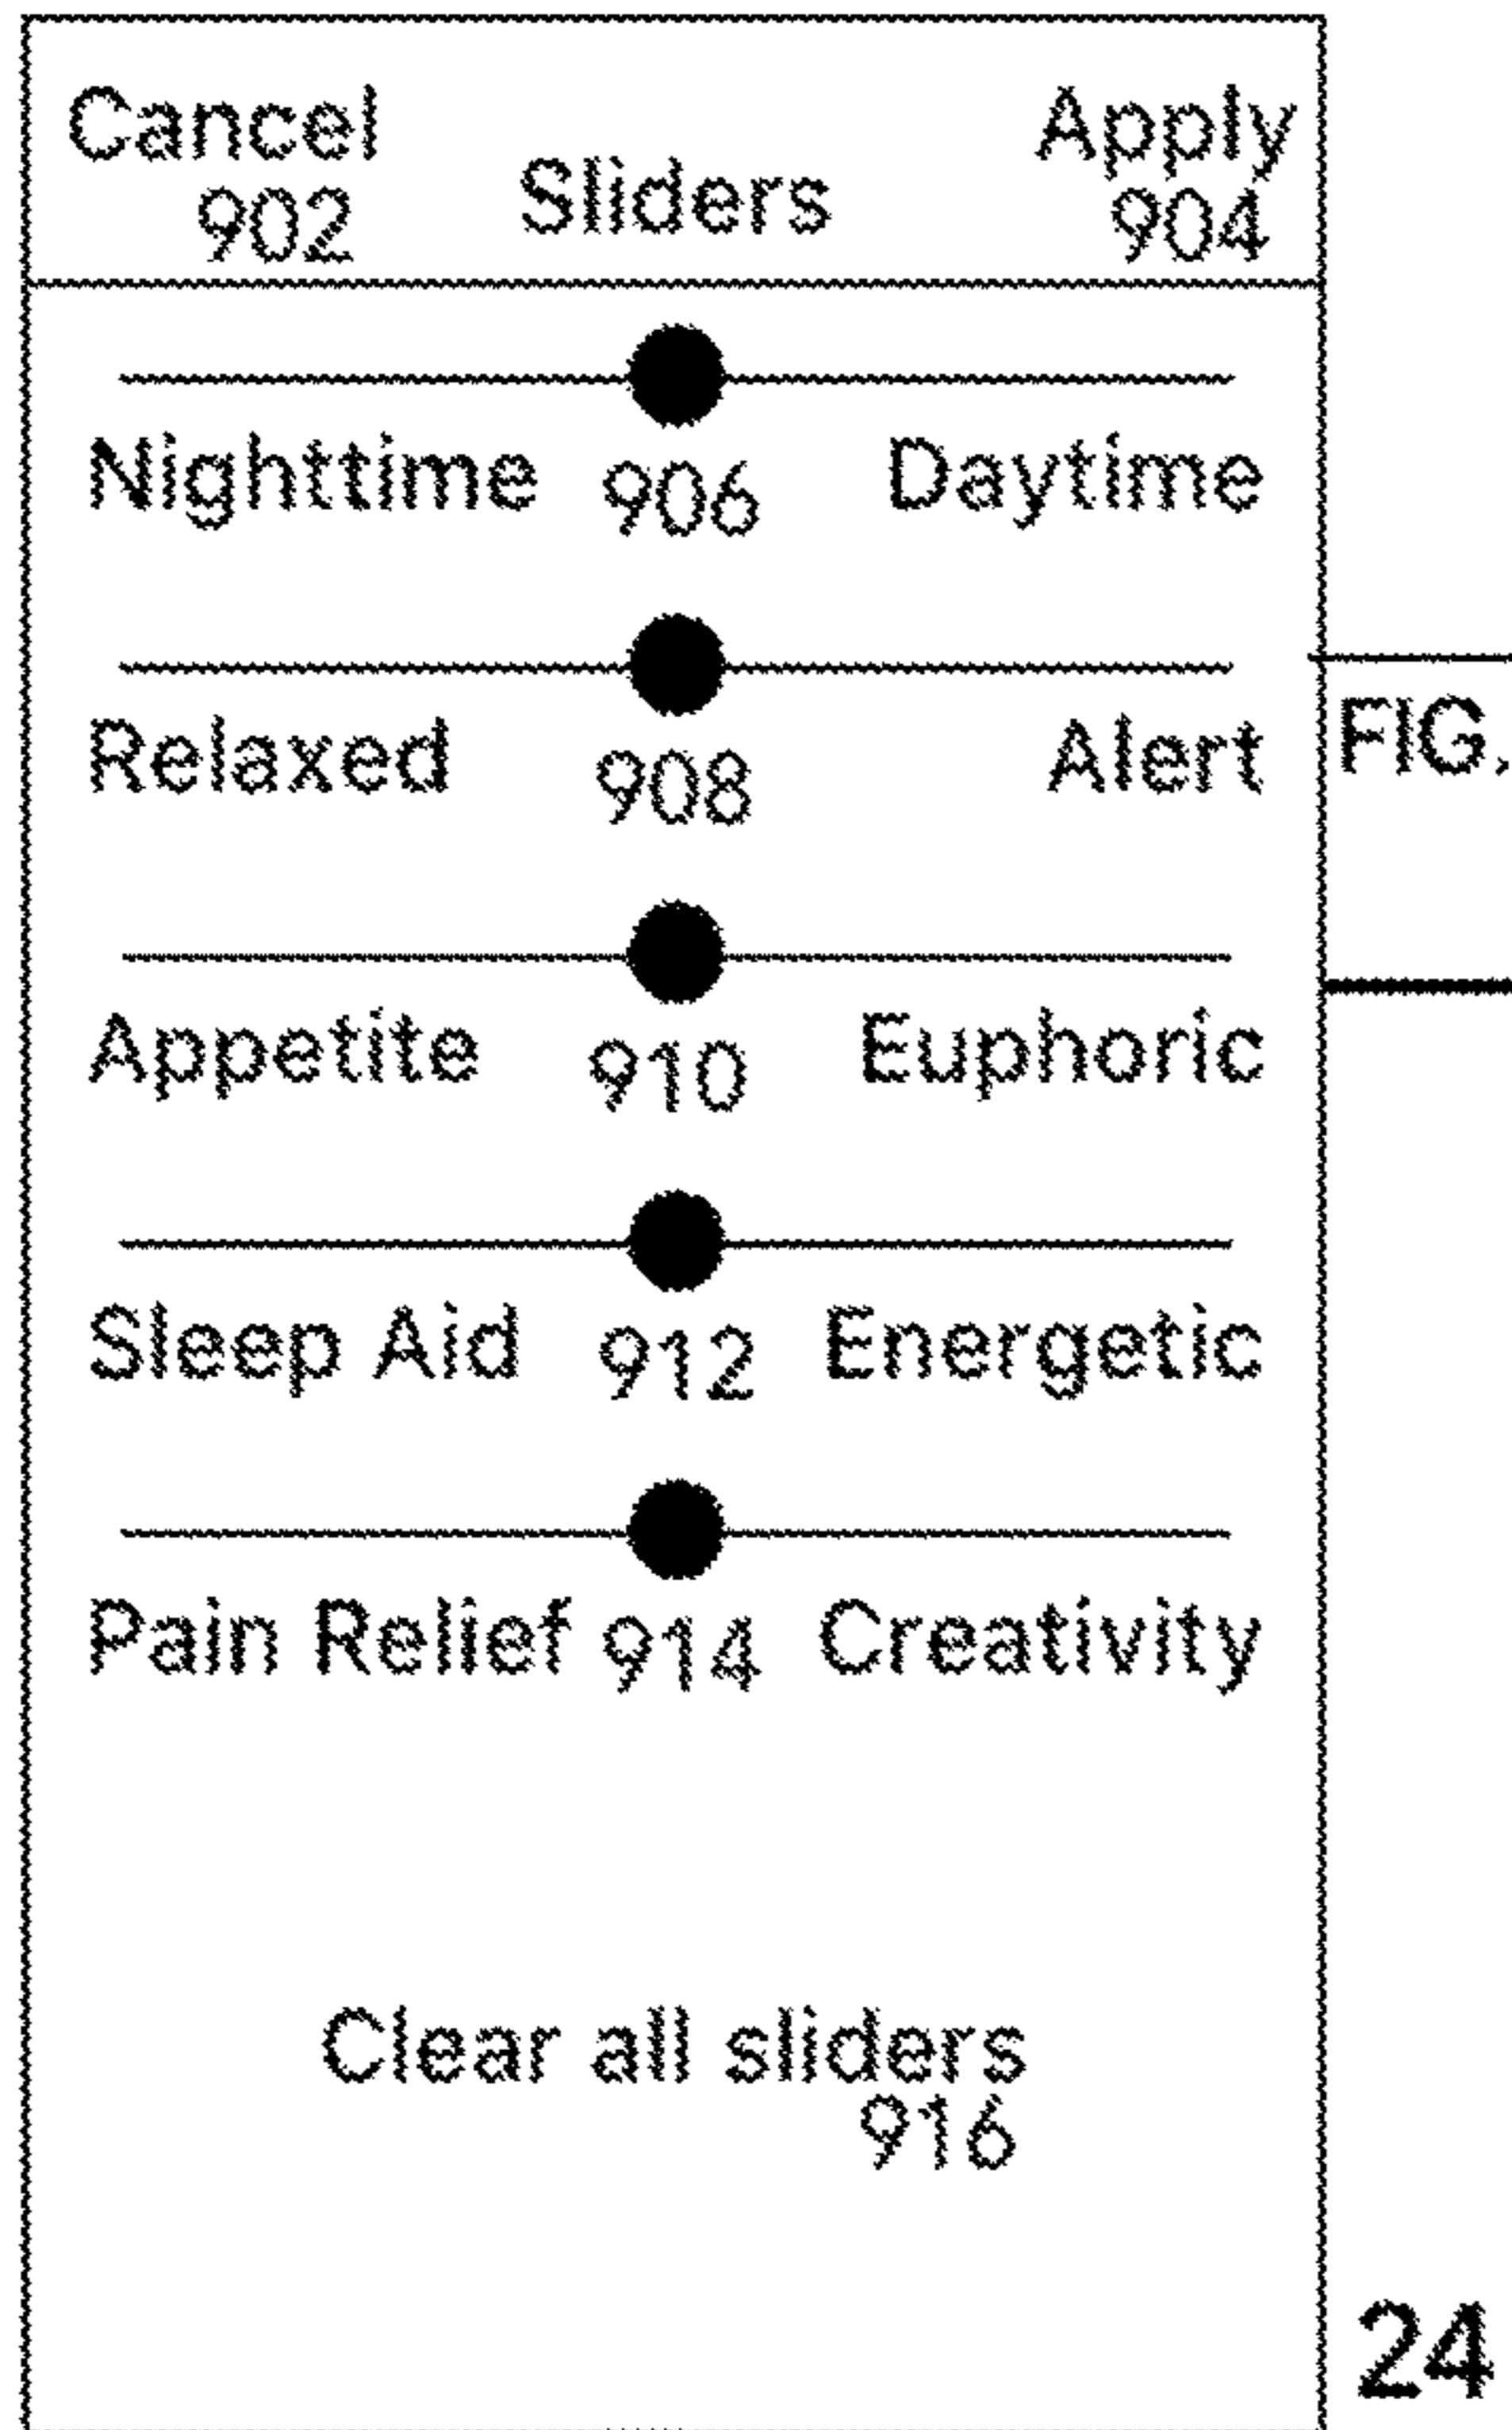 Cancel Sliders Apply
902 904
Nighttime 906 Daytime
Relaxed 908 Alert
FIG.
Appetite 910 Euphoric
Sleep Aid 912 Energetic
Pain Relief 914 Creativity
Clear all sliders
916
24